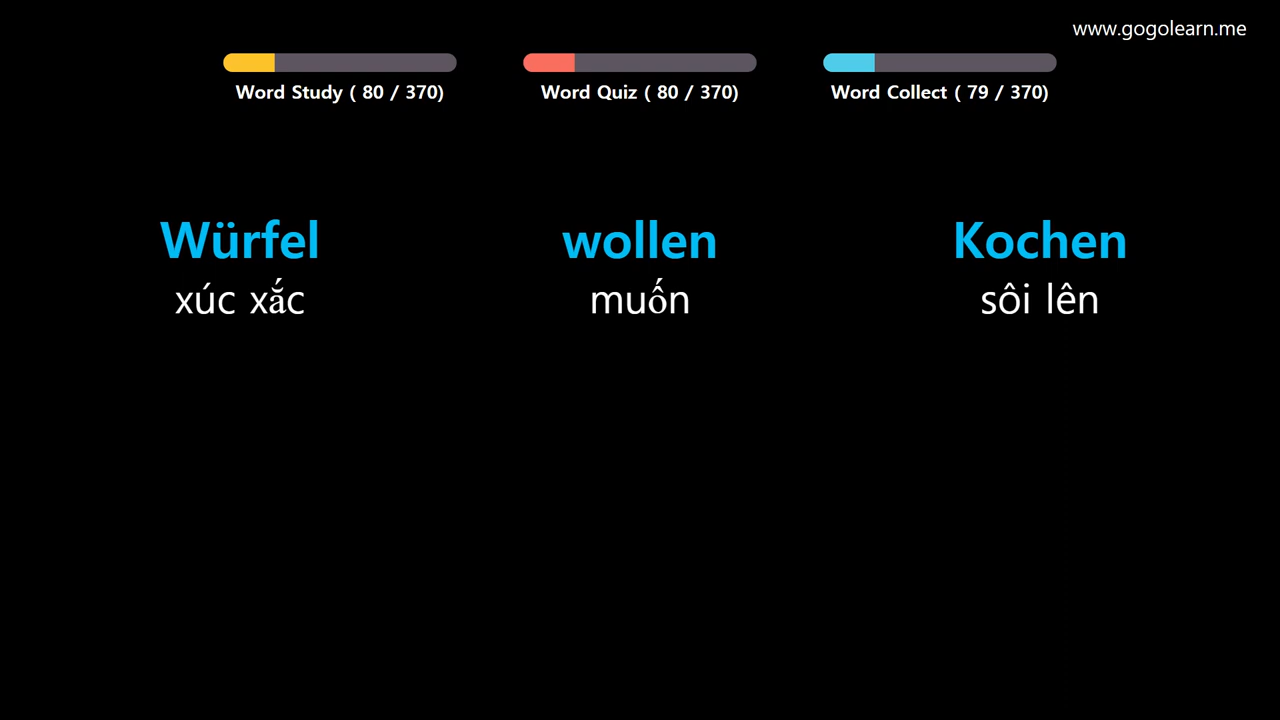 www.gogolearn.me
Word Study ( 80 / 370)
Word Quiz ( 80 / 370)
Word Collect ( 79 / 370)
Würfel
xúc xắc
wollen
muốn
Kochen
sôi lên